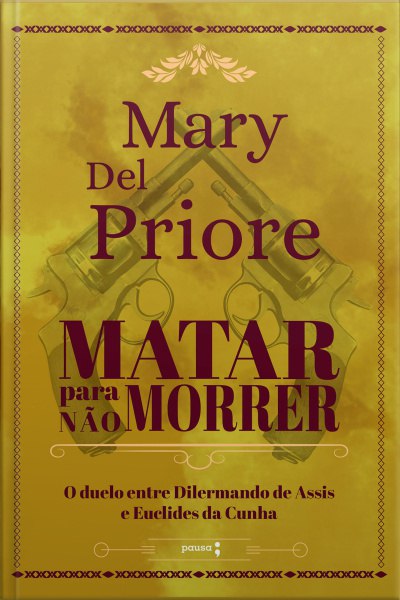 Mary
Del
Priore
MATAR
para
NÃO MORRER
O duelo entre Dilermando de Assis
e Euclides da Cunha
pausa;